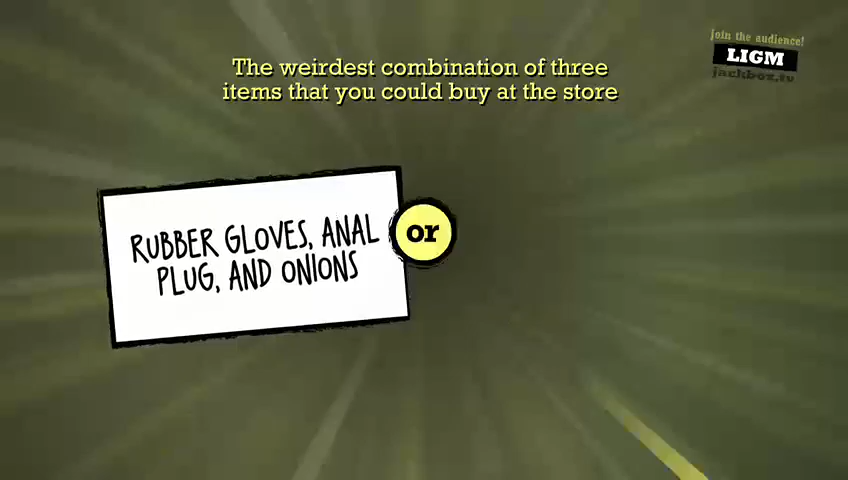 join the audience!
LIGM
jackbox.tv
The weirdest combination of three
items that you could buy at the store
RUBBER GLOVES, ANAL
PLUG, AND ONIONS
or